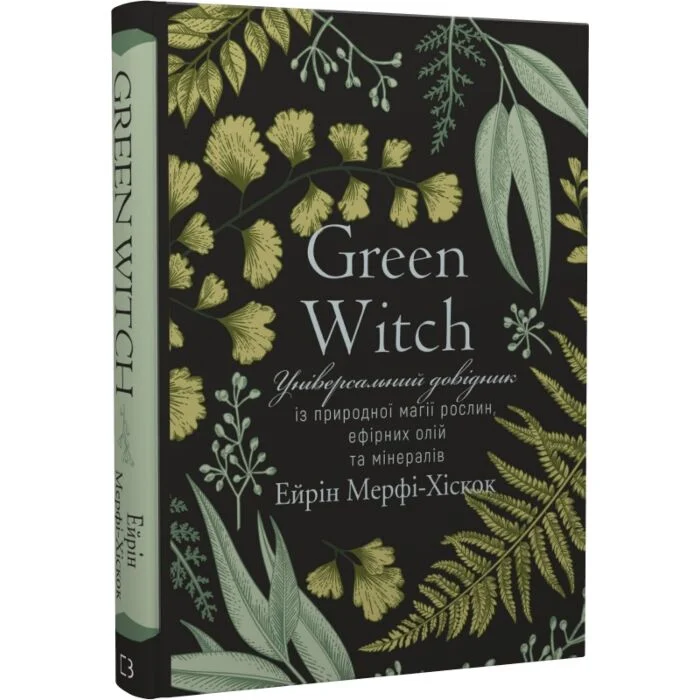 GREEN WITCH
Ейрін
Мерфі-Хіскок
Green
Witch
Універсальний довідник
із природної магії рослин,
ефірних олій
та мінералів
Ейрін Мерфі-Хіскок